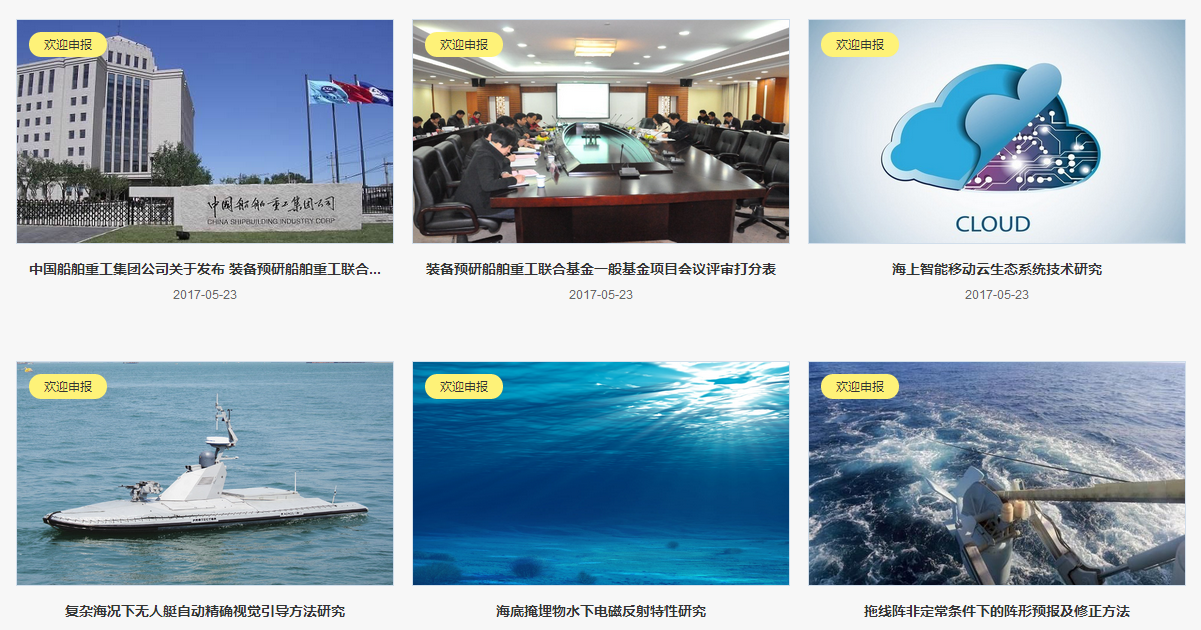 欢迎申报
欢迎申报
欢迎申报
中国船舶重工集团公司
CHINA SHIPBUILDING INDUSTRY CORP
CLOUD
中国船舶重工集团公司关于发布 装备预研船舶重工联合...
装备预研船舶重工联合基金一般基金项目会议评审打分表
海上智能移动云生态系统技术研究
2017-05-23
2017-05-23
2017-05-23
欢迎申报
欢迎申报
欢迎申报
复杂海况下无人艇自动精确视觉引导方法研究
海底掩埋物水下电磁反射特性研究
拖线阵非定常条件下的阵形预报及修正方法